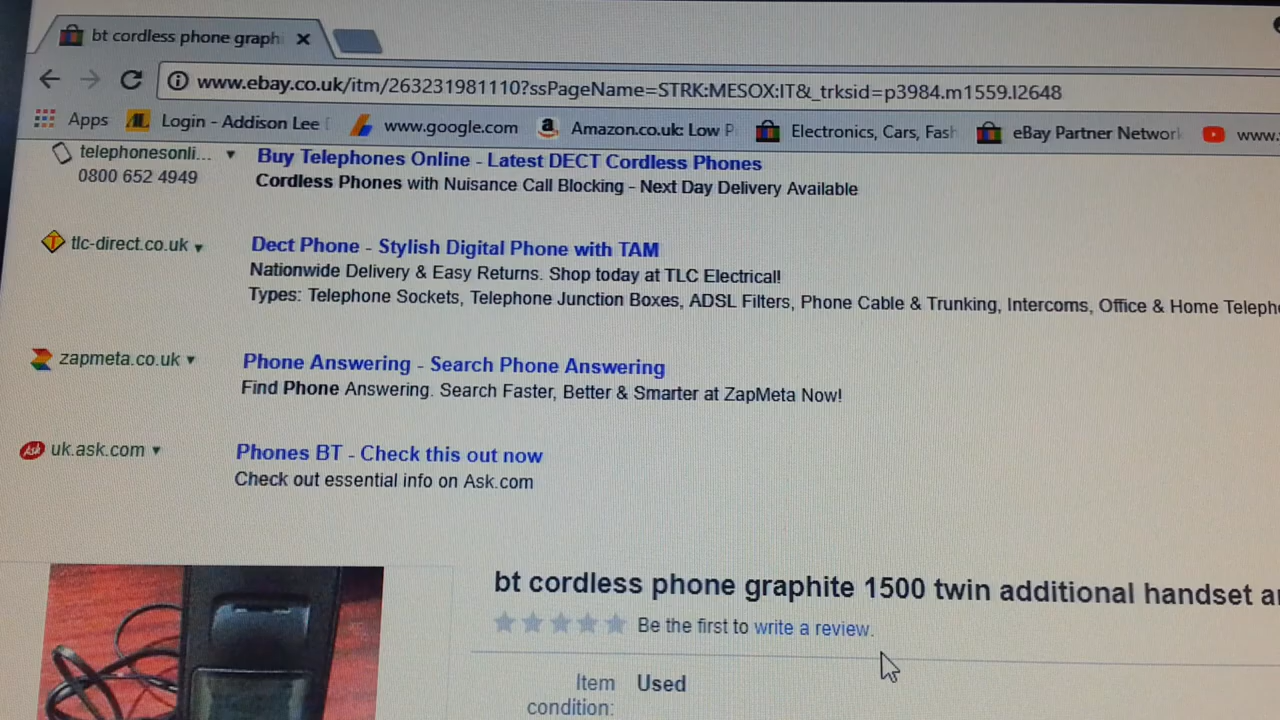 bt cordless phone graph
www.ebay.co.uk/itm/263231981110?ssPageName=STRK:MESOX:IT&_trksid=p3984.m1559.l2648
Apps Login - Addison Lee www.google.com Amazon.co.uk: Low P Electronics, Cars, Fash eBay Partner Network www.
telephonesonli... Buy Telephones Online - Latest DECT Cordless Phones
0800 652 4949 Cordless Phones with Nuisance Call Blocking - Next Day Delivery Available
tlc-direct.co.uk Dect Phone - Stylish Digital Phone with TAM
Nationwide Delivery & Easy Returns. Shop today at TLC Electrical!
Types: Telephone Sockets, Telephone Junction Boxes, ADSL Filters, Phone Cable & Trunking, Intercoms, Office & Home Teleph
zapmeta.co.uk Phone Answering - Search Phone Answering
Find Phone Answering. Search Faster, Better & Smarter at ZapMeta Now!
Ask uk.ask.com Phones BT - Check this out now
Check out essential info on Ask.com
bt cordless phone graphite 1500 twin additional handset a
Be the first to write a review.
Item Used
condition: